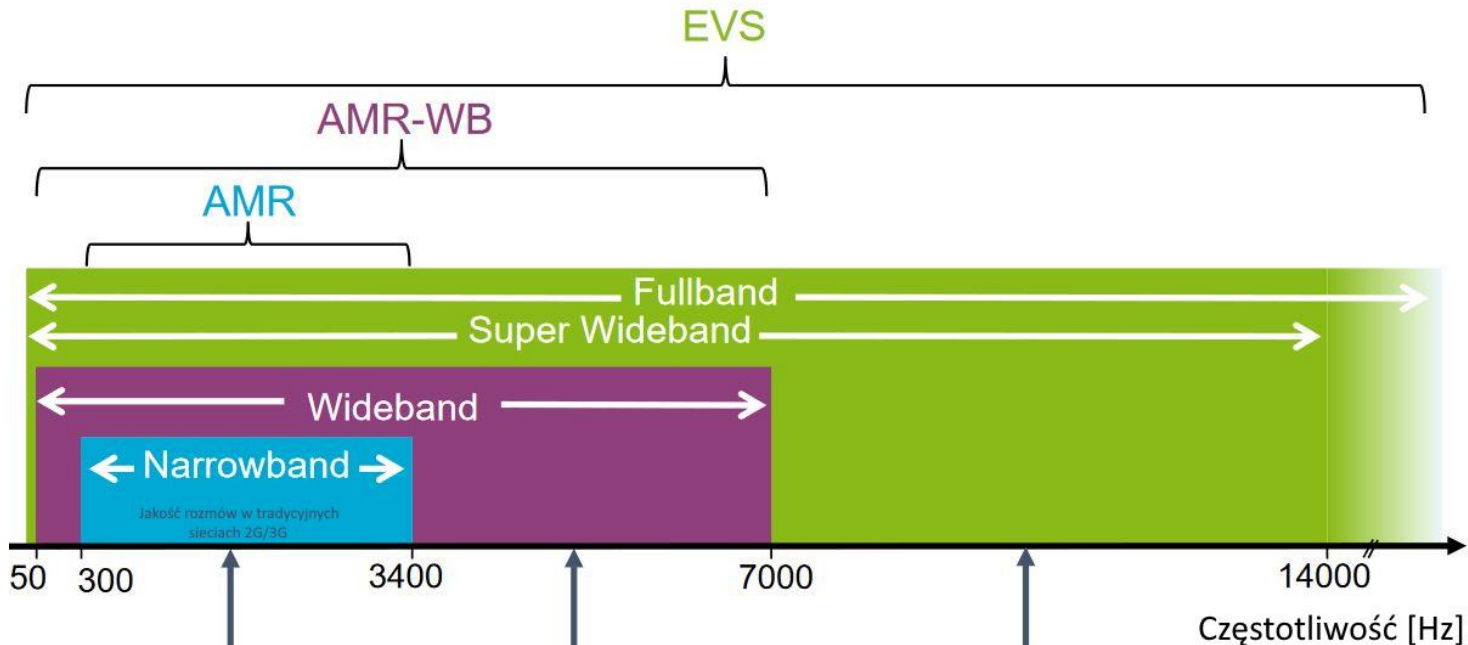 EVS
AMR-WB
AMR
Fullband
Super Wideband
Wideband
Narrowband
Jakość rozmów w tradycyjnych
sieciach 2G/3G
50 300 3400 7000 14000
Częstotliwość [Hz]